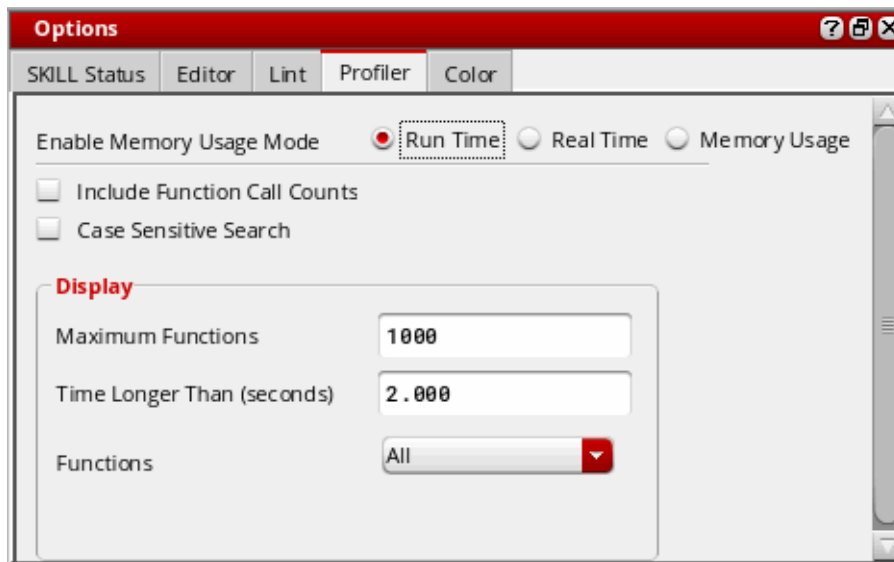 Options
SKILL Status Editor Lint Profiler Color
Enable Memory Usage Mode Run Time Real Time Memory Usage
Include Function Call Counts
Case Sensitive Search
Display
Maximum Functions 1000
Time Longer Than (seconds) 2.000
Functions All